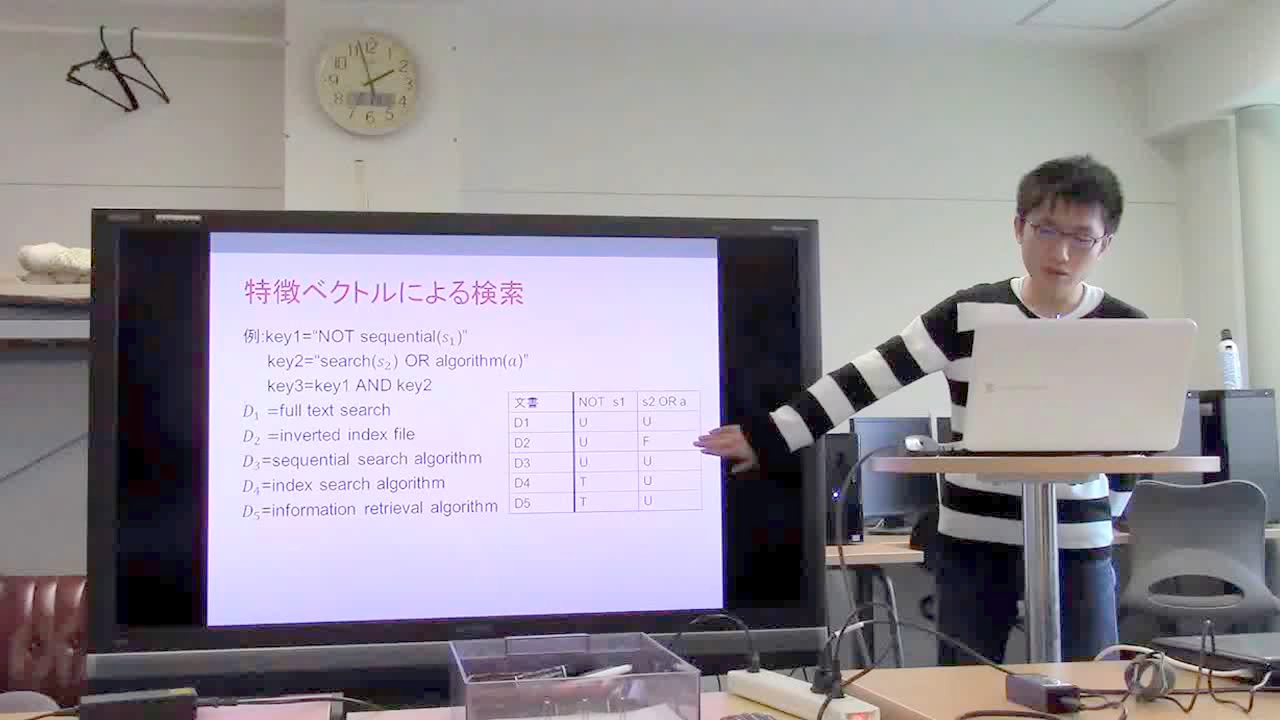 特徴ベクトルによる検索
例:key1=“NOT sequential(s₁)”
key2=“search(s₂) OR algorithm(a)”
key3=key1 AND key2
D₁ =full text search
D₂ =inverted index file
D₃=sequential search algorithm
D₄=index search algorithm
D₅=information retrieval algorithm
文書 NOT s1 s2 OR a
D1 U U
D2 U F
D3 U U
D4 T U
D5 T U